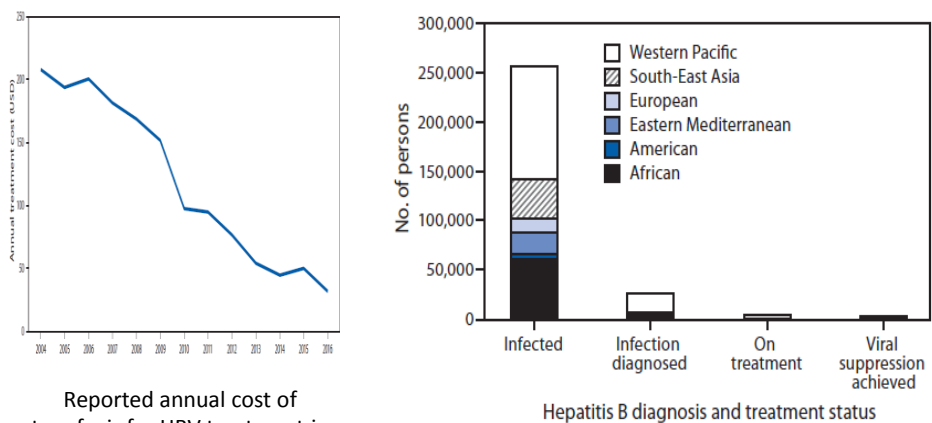 250
200
150
100
50
0
Annual treatment cost (USD)
2004 2005 2006 2007 2008 2009 2010 2011 2012 2013 2014 2015 2016
Reported annual cost of
for HBV treatment
300,000
250,000
200,000
150,000
100,000
50,000
0
No. of persons
Western Pacific
South-East Asia
European
Eastern Mediterranean
American
African
Infected
Infection
diagnosed
On
treatment
Viral
suppression
achieved
Hepatitis B diagnosis and treatment status